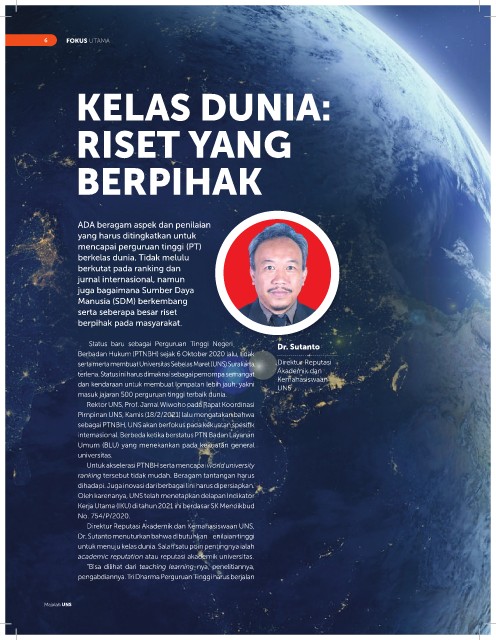 6
FOKUS UTAMA
KELAS DUNIA:
RISET YANG
BERPIHAK
ADA beragam aspek dan penilaian
yang harus ditingkatkan untuk
mencapai perguruan tinggi (PT)
berkelas dunia. Tidak melulu
berkutat pada ranking dan
jurnal internasional, namun
juga bagaimana Sumber Daya
Manusia (SDM) berkembang
serta seberapa besar riset
berpihak pada masyarakat.
Dr. Sutanto
Direktur Reputasi
Akademik dan
Kemahasiswaan
UNS
Status baru sebagai Perguruan Tinggi Negeri
Berbadan Hukum (PTNBH) sejak 6 Oktober 2020 lalu, tidak
serta merta membuat Universitas Sebelas Maret (UNS) Surakarta
terlena. Status ini harus dimaknai sebagai pemompa semangat
dan kendaraan untuk membuat lompatan lebih jauh, yakni
masuk jajaran 500 perguruan tinggi terbaik dunia.
Rektor UNS, Prof. Jamal Wiwoho pada Rapat Koordinasi
Pimpinan UNS, Kamis (18/2/2021) lalu mengatakan bahwa
sebagai PTNBH, UNS akan berfokus pada kekuatan spesifik
internasional. Berbeda ketika berstatus PTN Badan Layanan
Umum (BLU) yang menekankan pada kekuatan general
universitas.
Untuk akselerasi PTNBH serta mencapai world university
ranking tersebut tidak mudah. Beragam tantangan harus
dihadapi. Juga inovasi dari berbagai lini harus dipersiapkan.
Oleh karenanya, UNS telah menetapkan delapan Indikator
Kerja Utama (IKU) di tahun 2021 ini berdasar SK Mendikbud
No. 754/P/2020.
Direktur Reputasi Akademik dan Kemahasiswaan UNS,
Dr. Sutanto menuturkan bahwa dibutuhkan enilaian tinggi
untuk menuju kelas dunia. Salah satu poin pentingnya ialah
academic reputation atau reputasi akademik universitas.
"Bisa dilihat dari teaching learning-nya, penelitiannya,
pengabdiannya. Tri Dharma Perguruan Tinggi harus berjalan
Majalah UNS